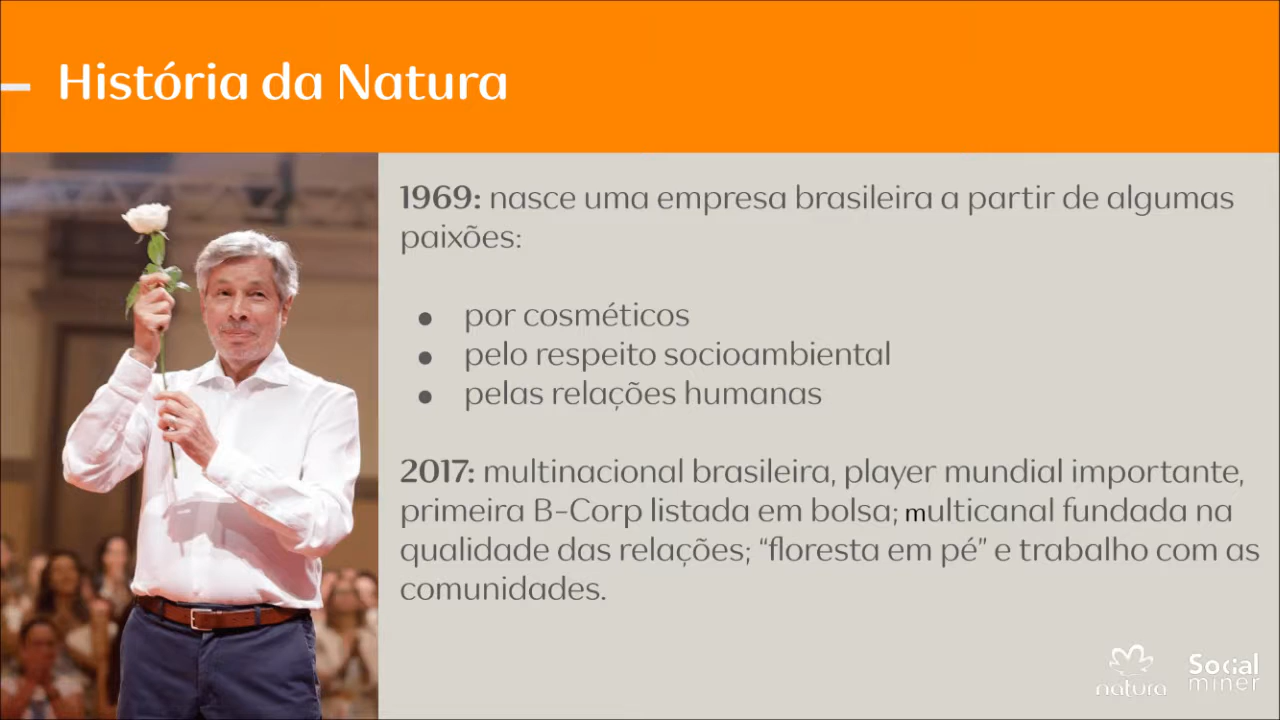 História da Natura
1969: nasce uma empresa brasileira a partir de algumas
paixões:
● por cosméticos
● pelo respeito socioambiental
● pelas relações humanas
2017: multinacional brasileira, player mundial importante,
primeira B-Corp listada em bolsa; multicanal fundada na
qualidade das relações; “floresta em pé” e trabalho com as
comunidades.
natura
Social
miner